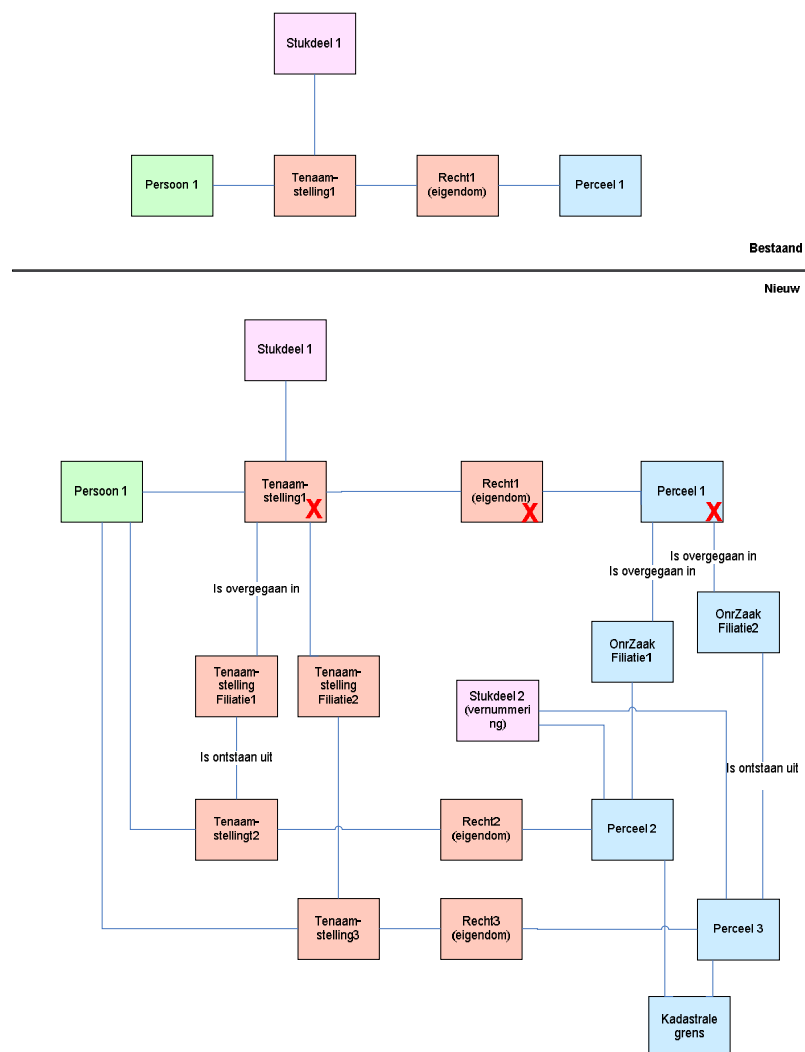 Stukdeel 1
Persoon 1
Tenaam-
stelling1
Recht1
(eigendom)
Perceel 1
Bestaand
Nieuw
Stukdeel 1
Persoon 1
Tenaam-
stelling1
X
Recht1
(eigendom)
X
Perceel 1
X
Is overgegaan in
Is overgegaan in
Is overgegaan in
OnrZaak
Filiatie2
OnrZaak
Filiatie1
Tenaam-
stelling
Filiatie1
Tenaam-
stelling
Filiatie2
Stukdeel 2
(vernummer
ing)
Is ontstaan uit
Is ontstaan uit
Tenaam-
stellingt2
Recht2
(eigendom)
Perceel 2
Tenaam-
stelling3
Recht3
(eigendom)
Perceel 3
Kadastrale
grens